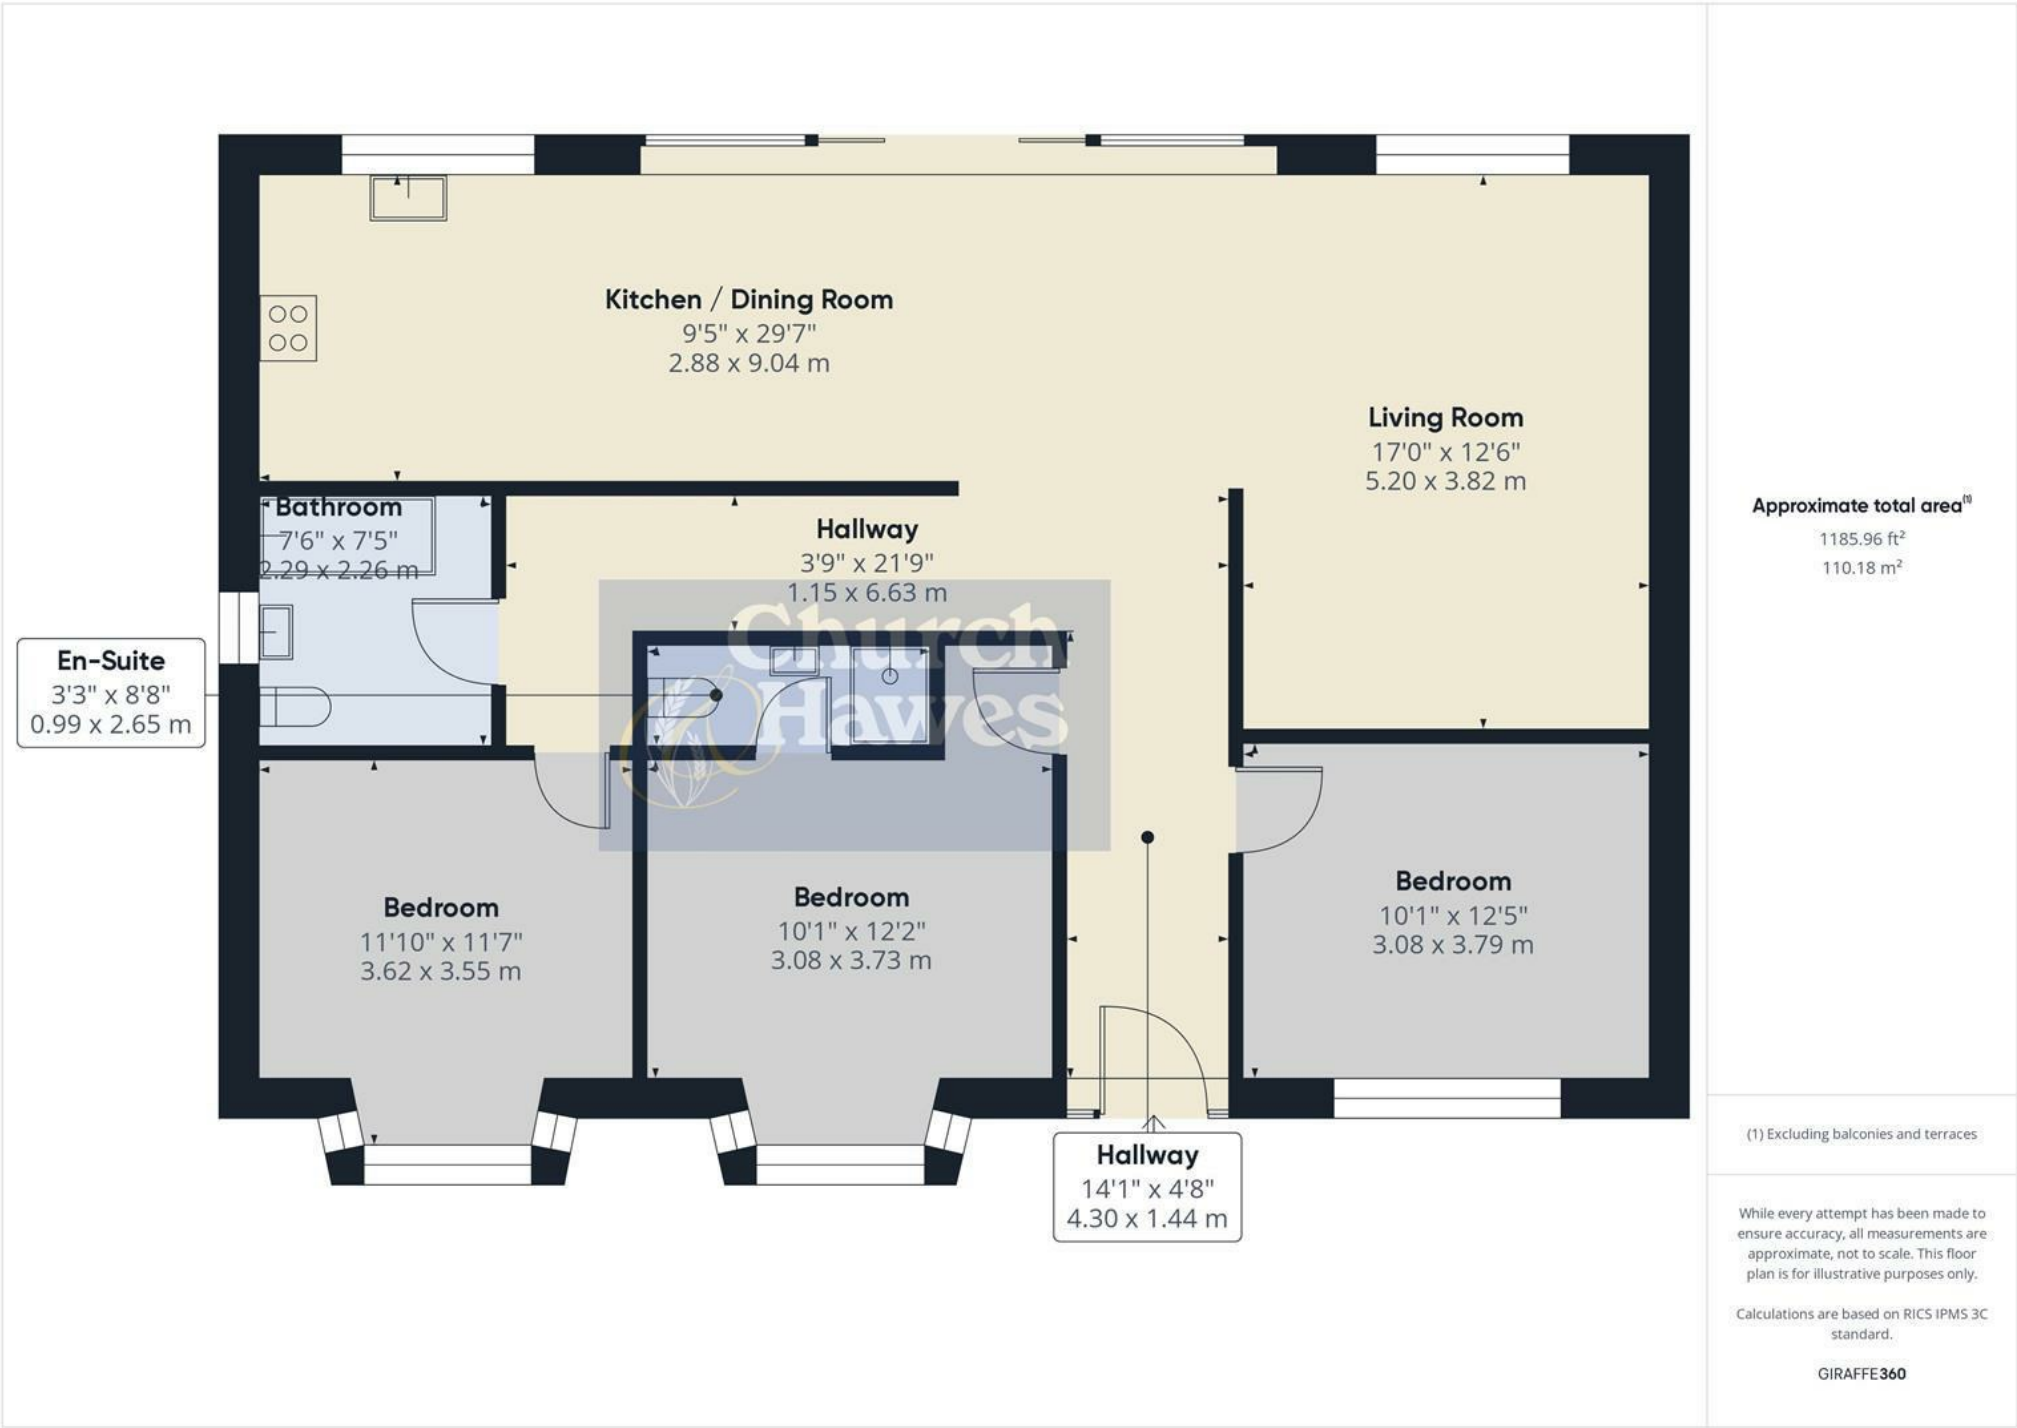 Kitchen / Dining Room
9'5" x 29'7"
2.88 x 9.04 m
Living Room
17'0" x 12'6"
5.20 x 3.82 m
Bathroom
7'6" x 7'5"
2.29 x 2.26 m
Hallway
3'9" x 21'9"
1.15 x 6.63 m
Church
Hawes
En-Suite
3'3" x 8'8"
0.99 x 2.65 m
Bedroom
11'10" x 11'7"
3.62 x 3.55 m
Bedroom
10'1" x 12'2"
3.08 x 3.73 m
Bedroom
10'1" x 12'5"
3.08 x 3.79 m
Hallway
14'1" x 4'8"
4.30 x 1.44 m
Approximate total area(1)
1185.96 ft²
110.18 m²
(1) Excluding balconies and terraces
While every attempt has been made to
ensure accuracy, all measurements are
approximate, not to scale. This floor
plan is for illustrative purposes only.
Calculations are based on RICS IPMS 3C
standard.
GIRAFFE360